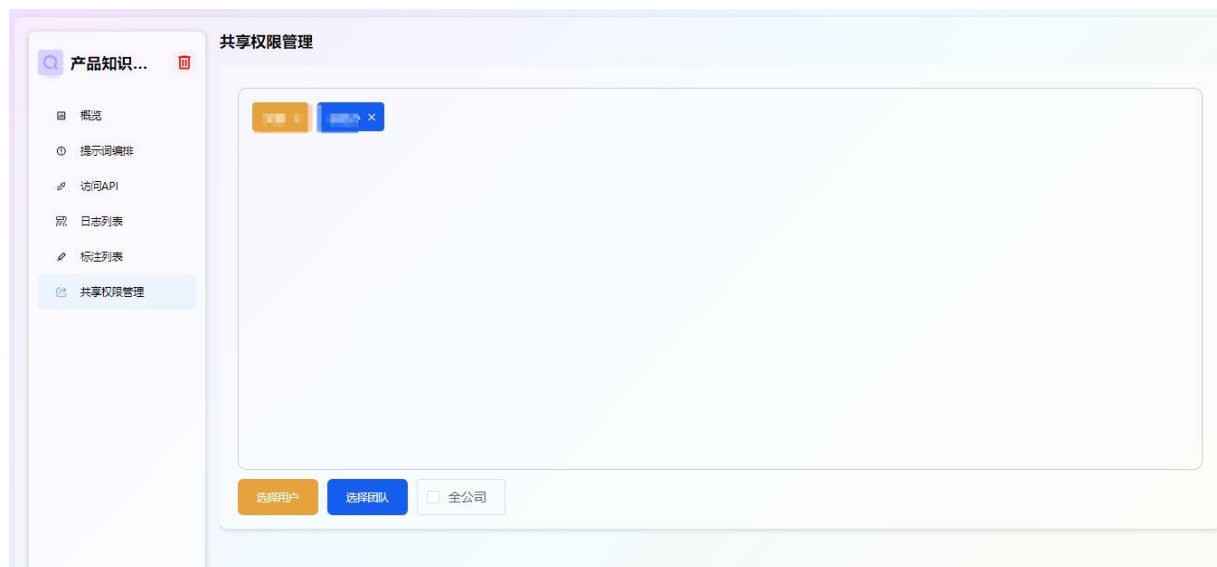 产品知识...
概览
提示词编排
访问API
日志列表
标注列表
共享权限管理
共享权限管理
×
选择用户
选择团队
全公司